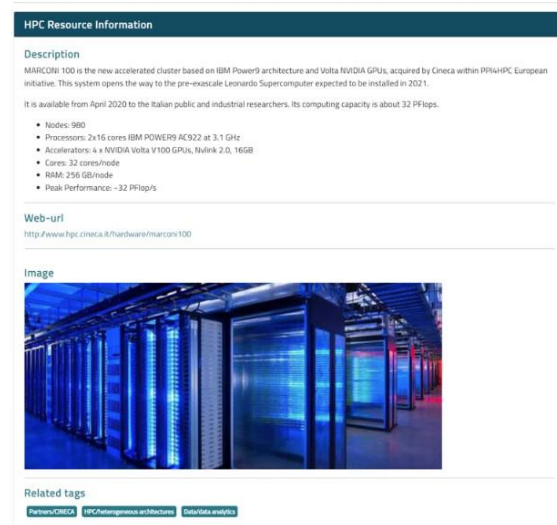 HPC Resource Information
Description
MARCONI 100 is the new accelerated cluster based on IBM Power9 architecture and Volta NVIDIA GPUs, acquired by Cineca within PPI4HPC European
initiative. This system opens the way to the pre-exascale Leonardo Supercomputer expected to be installed in 2021.
It is available from April 2020 to the Italian public and industrial researchers. Its computing capacity is about 32 PFlops.
• Nodes: 980
• Processors: 2x16 cores IBM POWER9 AC922 at 3.1 GHz
• Accelerators: 4 x NVIDIA Volta V100 GPUs, Nvlink 2.0, 16GB
• Cores: 32 cores/node
• RAM: 256 GB/node
• Peak Performance: ~32 PFlop/s
Web-url
http://www.hpc.cineca.it/hardware/marconi100
Image
Related tags
Partners/CINECA HPC/heterogeneous architectures Data/data analytics